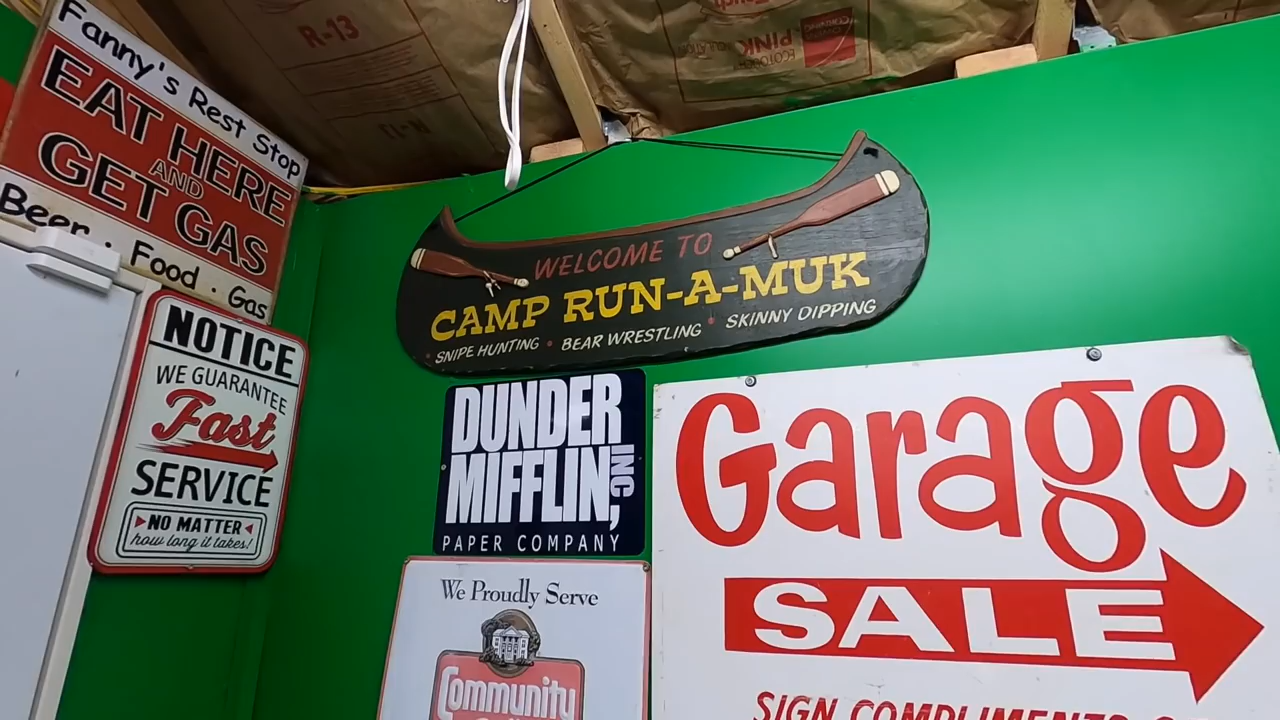 Fanny's Rest Stop
EAT HERE
AND
GET GAS
Beer · Food · Gas
NOTICE
WE GUARANTEE
Fast
SERVICE
NO MATTER
how long it takes!
R-13
WELCOME TO
CAMP RUN-A-MUK
• SNIPE HUNTING • BEAR WRESTLING • SKINNY DIPPING
DUNDER
MIFFLIN,
INC
PAPER COMPANY
We Proudly Serve
Community
Garage
SALE
SIGN COMPLIMENTS
PINK